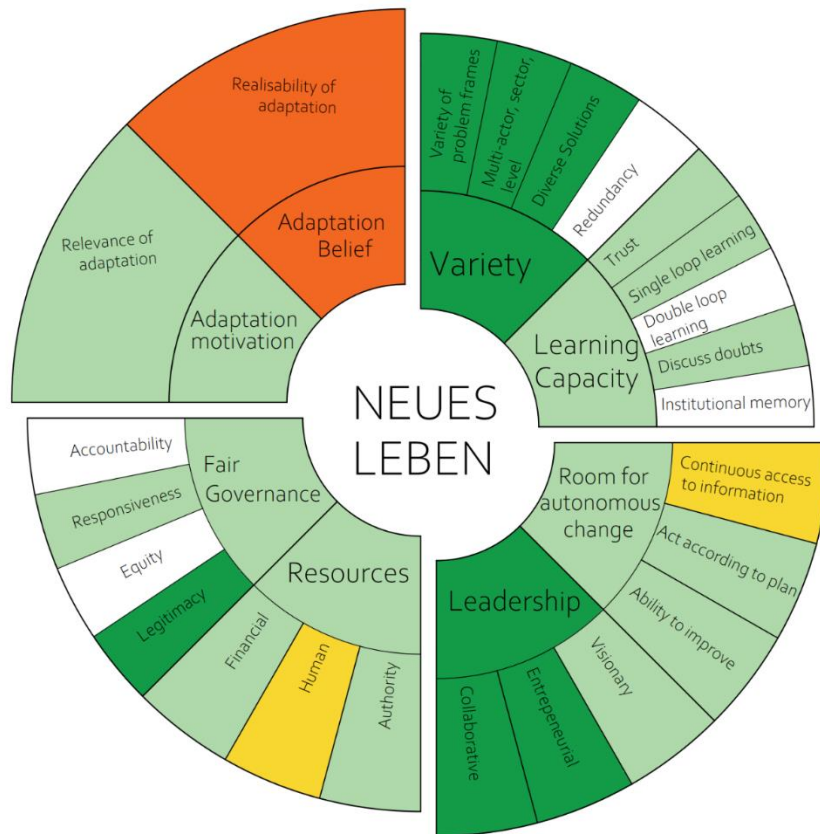 Realisability of
adaptation
Adaptation
Belief
Relevance of
adaptation
Adaptation
motivation
Variety of
problem frames
Multi-actor, sector,
level
Diverse Solutions
Redundancy
Variety
Trust
Single loop learning
Double loop
learning
Discuss doubts
Institutional memory
Learning
Capacity
NEUES
LEBEN
Accountability
Responsiveness
Equity
Legitimacy
Fair
Governance
Resources
Financial
Human
Authority
Room for
autonomous
change
Continuous access
to information
Act according to plan
Ability to improve
Leadership
Visionary
Entrepeneurial
Collaborative